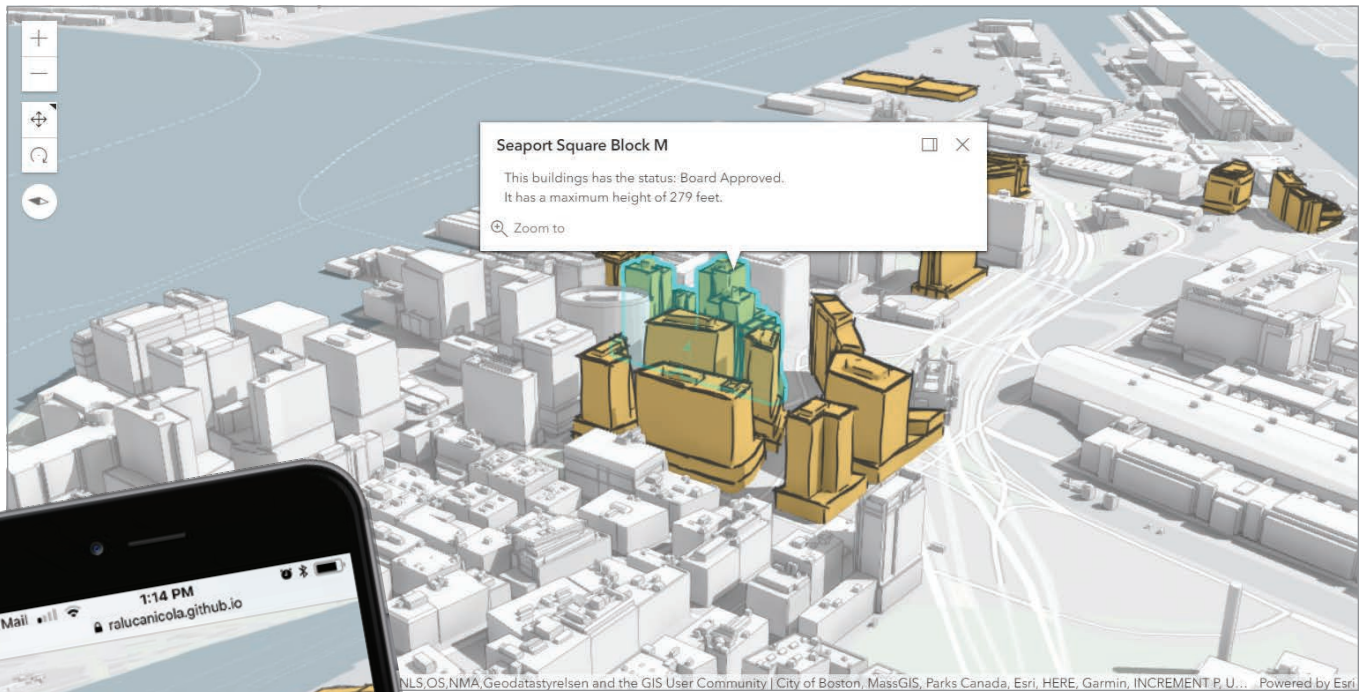 Seaport Square Block M
This buildings has the status: Board Approved.
It has a maximum height of 279 feet.
Zoom to
Mail
1:14 PM
ralucanicola.github.io
NLS,OS,NMA,Geodatastyrelsen and the GIS User Community | City of Boston, MassGIS, Parks Canada, Esri, HERE, Garmin, INCREMENT P, U... Powered by Esri